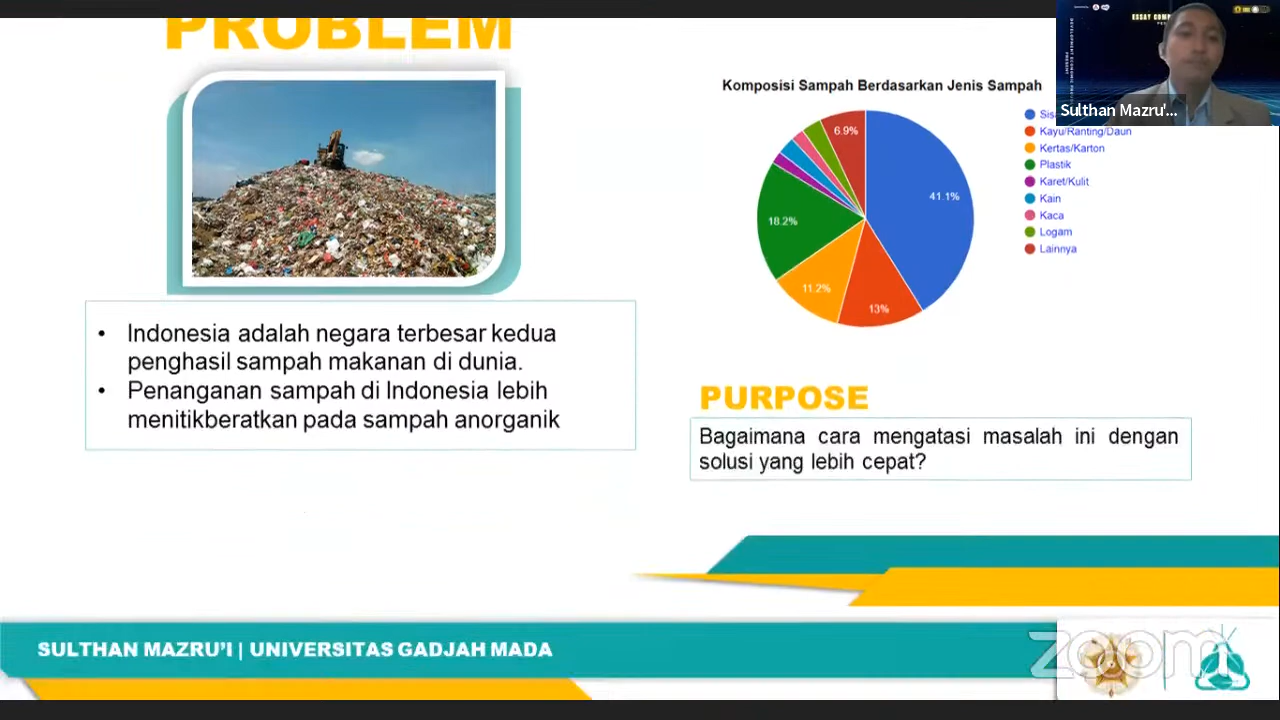 PROBLEM
Komposisi Sampah Berdasarkan Jenis Sampah
41.1%
13%
11.2%
18.2%
6.9%
Kayu/Ranting/Daun
Kertas/Karton
Plastik
Karet/Kulit
Kain
Kaca
Logam
Lainnya
Sulthan Mazru'...
• Indonesia adalah negara terbesar kedua
penghasil sampah makanan di dunia.
• Penanganan sampah di Indonesia lebih
menitikberatkan pada sampah anorganik
PURPOSE
Bagaimana cara mengatasi masalah ini dengan
solusi yang lebih cepat?
SULTHAN MAZRU'I | UNIVERSITAS GADJAH MADA
zoom